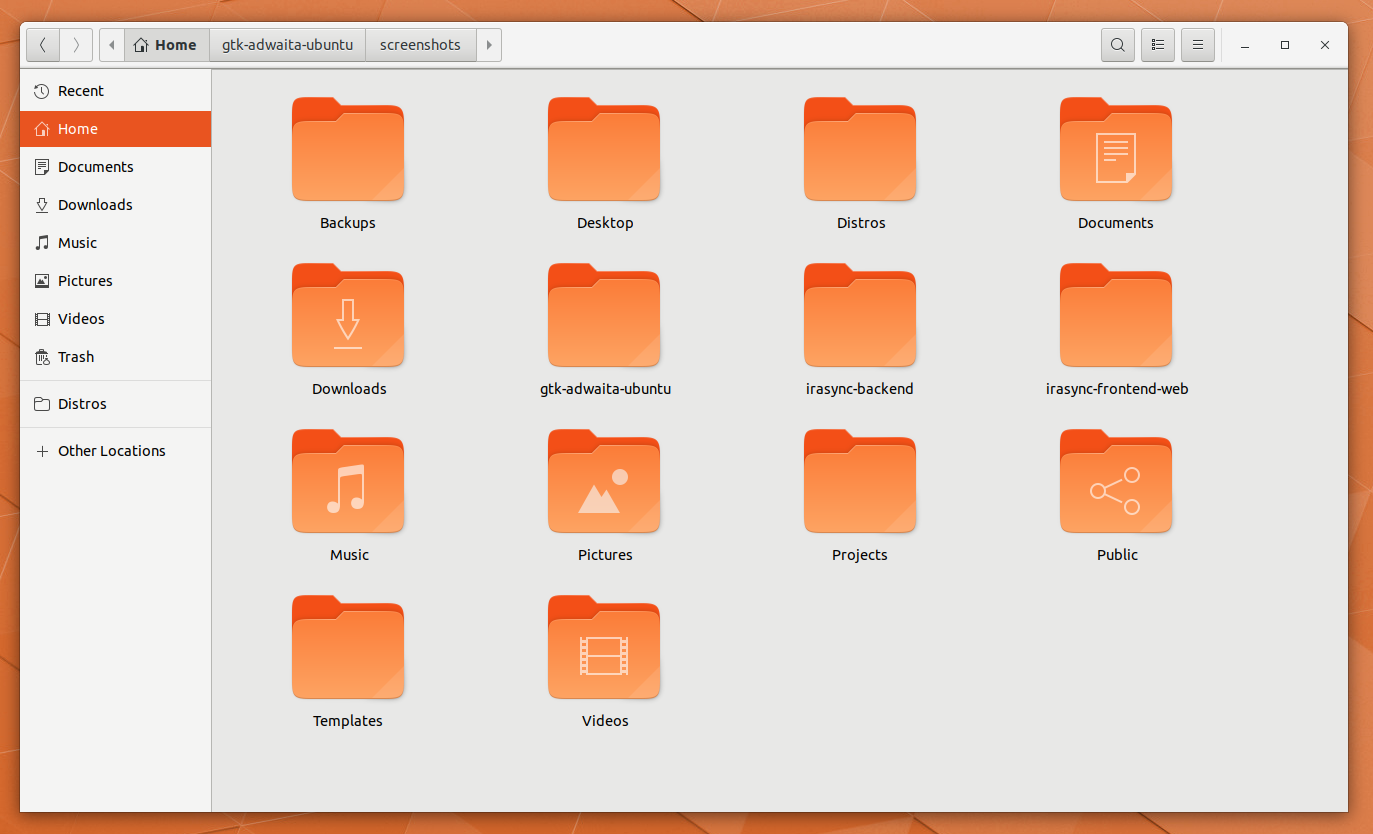 Home gtk-adwaita-ubuntu screenshots
Recent
Home
Documents
Downloads
Music
Pictures
Videos
Trash
Distros
Other Locations
Backups Desktop Distros Documents
Downloads gtk-adwaita-ubuntu irasync-backend irasync-frontend-web
Music Pictures Projects Public
Templates Videos